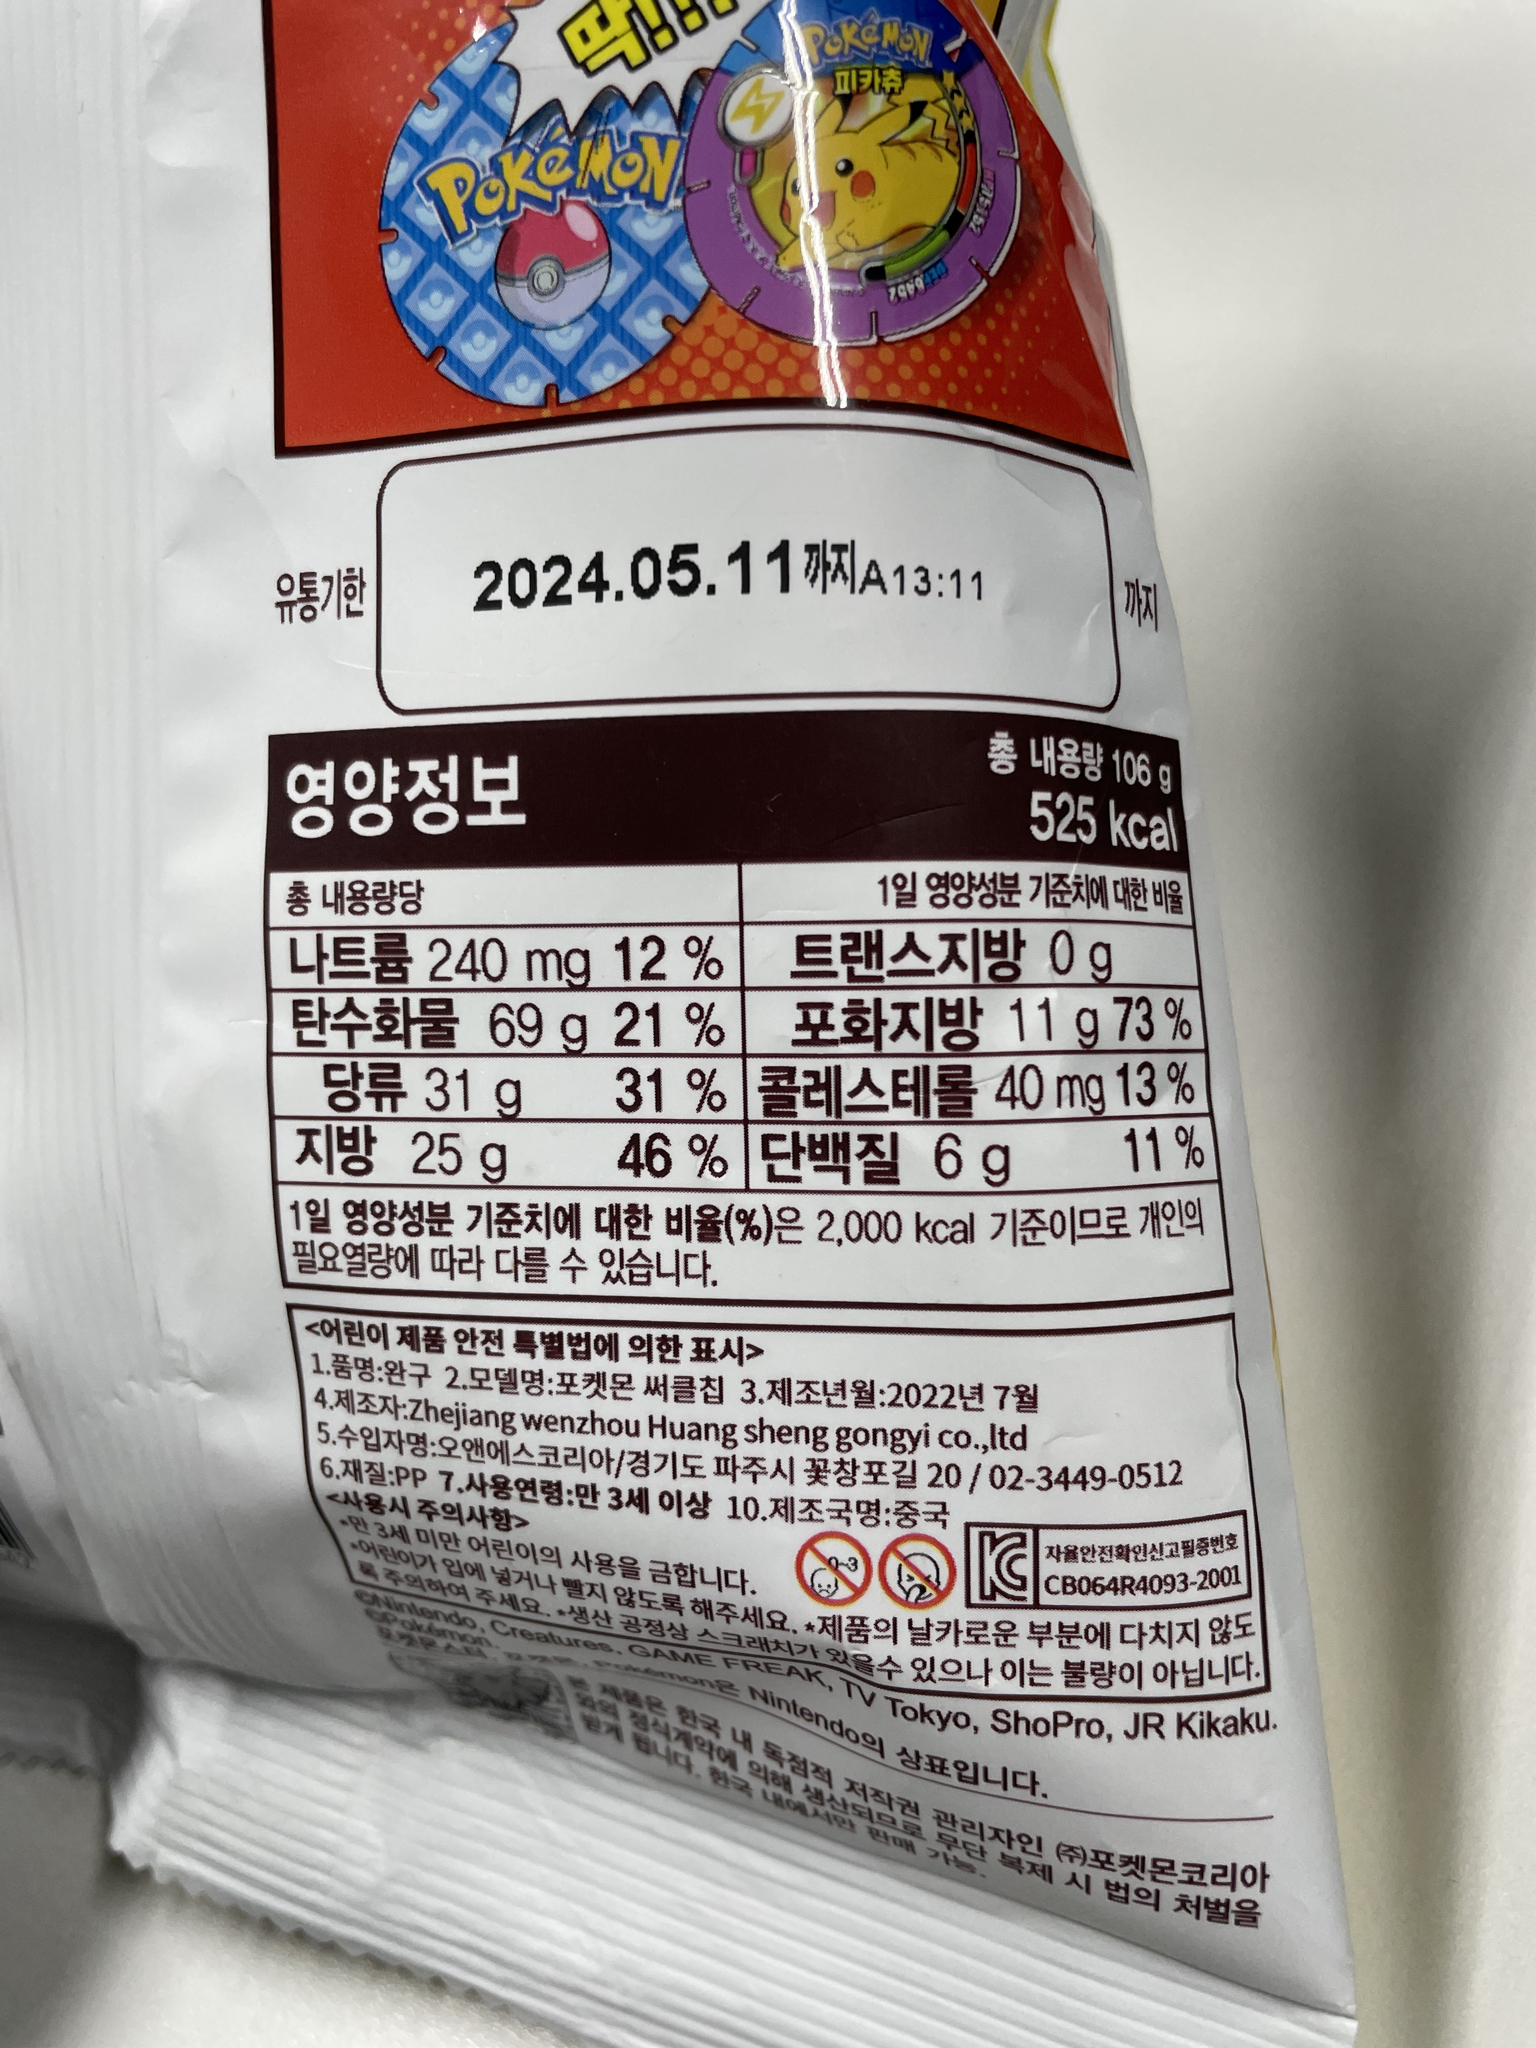 딱!!!
POKéMON
POKéMON
피카츄
유통기한
2024.05.11까지A13:11
까지
영양정보
총 내용량 106 g
525 kcal
총 내용량당
1일 영양성분 기준치에 대한 비율
나트륨 240 mg 12 %
트랜스지방 0 g
탄수화물 69 g 21 %
포화지방 11 g 73 %
당류 31 g 31 %
콜레스테롤 40 mg 13 %
지방 25 g 46 %
단백질 6 g 11 %
1일 영양성분 기준치에 대한 비율(%)은 2,000 kcal 기준이므로 개인의
필요열량에 따라 다를 수 있습니다.
<어린이 제품 안전 특별법에 의한 표시>
1.품명:완구 2.모델명:포켓몬 써클칩 3.제조년월:2022년 7월
4.제조자:Zhejiang wenzhou Huang sheng gongyi co.,ltd
5.수입자명:오앤에스코리아/경기도 파주시 꽃창포길 20 / 02-3449-0512
6.재질:PP 7.사용연령:만 3세 이상 10.제조국명:중국
<사용시 주의사항>
*만 3세 미만 어린이의 사용을 금합니다.
0-3
자율안전확인신고필증번호
CB064R4093-2001
*어린이가 입에 넣거나 빨지 않도록 해주세요. *제품의 날카로운 부분에 다치지 않도
록 주의하여 주세요. *생산 공정상 스크래치가 있을수 있으나 이는 불량이 아닙니다.
©Nintendo, Creatures, GAME FREAK, TV Tokyo, ShoPro, JR Kikaku.
©Pokémon.
포켓몬스터, 포켓몬, Pokémon은 Nintendo의 상표입니다.
본 제품은 한국 내 독점적 저작권 관리자인 (주)포켓몬코리아
와의 정식계약에 의해 생산되므로 무단 복제 시 법의 처벌을
받게 됩니다. 한국 내에서만 판매 가능.